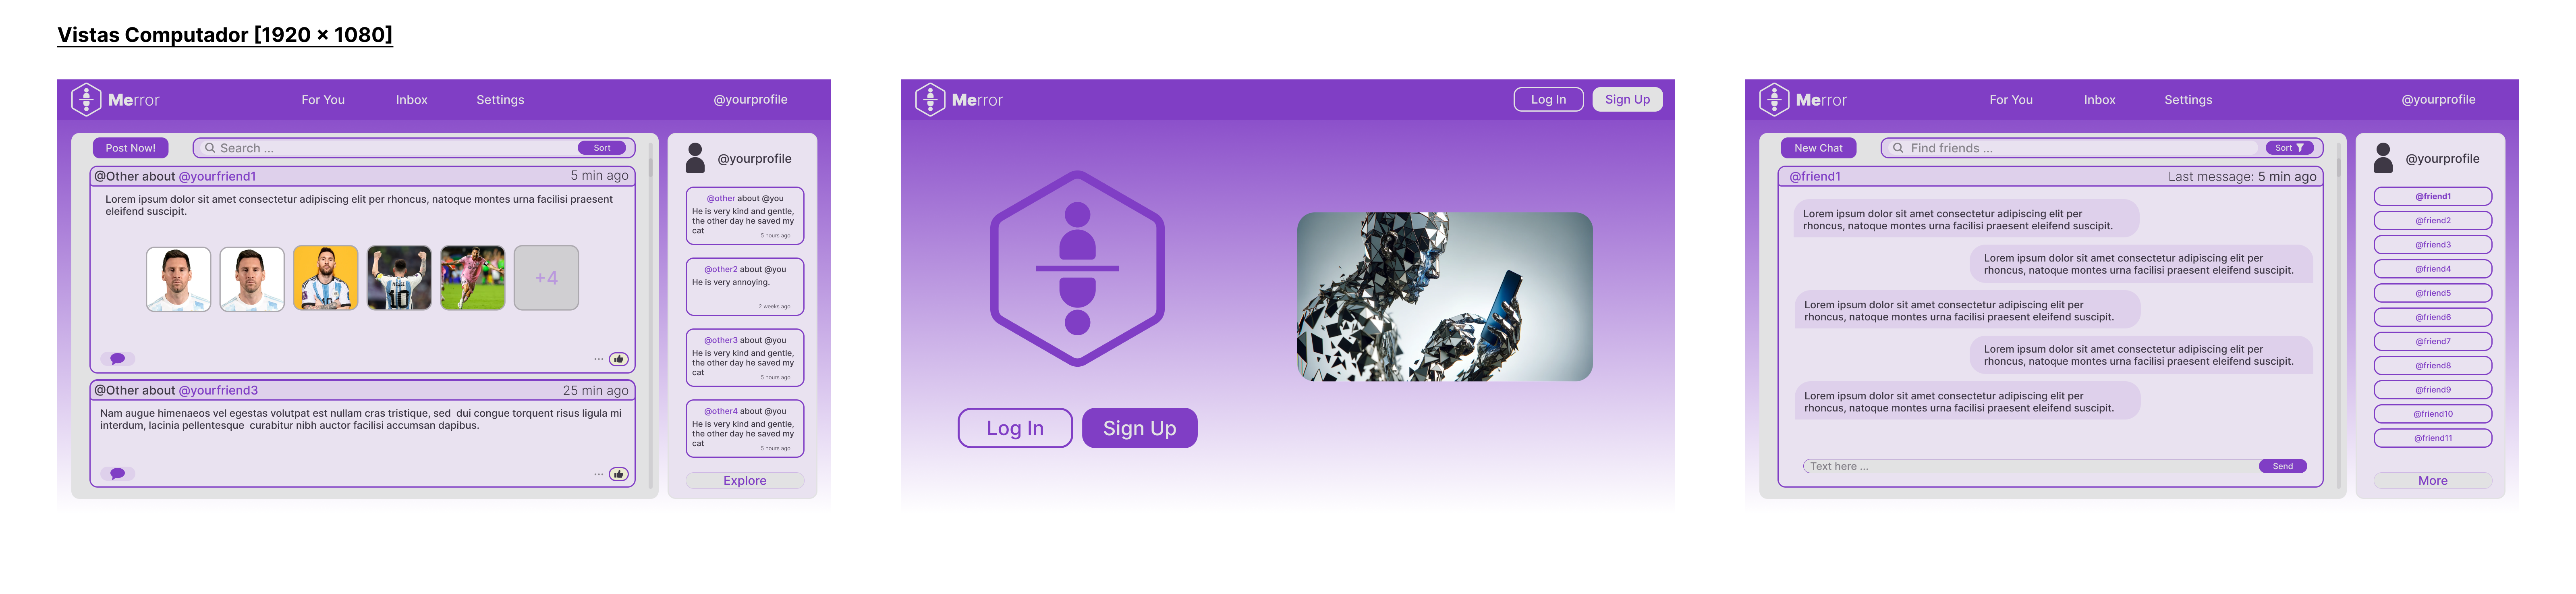 Vistas Computador [1920 × 1080]
Merror
For You
Inbox
Settings
@yourprofile
Post Now!
Search ...
Sort
@Other about @yourfriend1
5 min ago
Lorem ipsum dolor sit amet consectetur adipiscing elit per rhoncus, natoque montes urna facilisi praesent
eleifend suscipit.
+4
@Other about @yourfriend3
25 min ago
Nam augue himenaeos vel egestas volutpat est nullam cras tristique, sed dui congue torquent risus ligula mi
interdum, lacinia pellentesque curabitur nibh auctor facilisi accumsan dapibus.
@yourprofile
@other about @you
He is very kind and gentle,
the other day he saved my
cat
5 hours ago
@other2 about @you
He is very annoying.
2 weeks ago
@other3 about @you
He is very kind and gentle,
the other day he saved my
cat
5 hours ago
@other4 about @you
He is very kind and gentle,
the other day he saved my
cat
5 hours ago
Explore
Merror
Log In
Sign Up
Log In
Sign Up
Merror
For You
Inbox
Settings
@yourprofile
New Chat
Find friends ...
Sort
@friend1
Last message: 5 min ago
Lorem ipsum dolor sit amet consectetur adipiscing elit per
rhoncus, natoque montes urna facilisi praesent eleifend suscipit.
Lorem ipsum dolor sit amet consectetur adipiscing elit per
rhoncus, natoque montes urna facilisi praesent eleifend suscipit.
Lorem ipsum dolor sit amet consectetur adipiscing elit per
rhoncus, natoque montes urna facilisi praesent eleifend suscipit.
Lorem ipsum dolor sit amet consectetur adipiscing elit per
rhoncus, natoque montes urna facilisi praesent eleifend suscipit.
Lorem ipsum dolor sit amet consectetur adipiscing elit per
rhoncus, natoque montes urna facilisi praesent eleifend suscipit.
Text here ...
Send
@yourprofile
@friend1
@friend2
@friend3
@friend4
@friend5
@friend6
@friend7
@friend8
@friend9
@friend10
@friend11
More
10